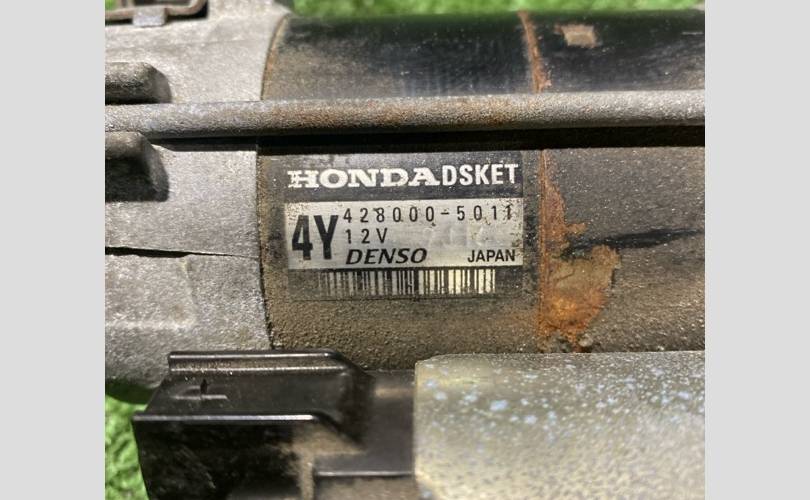 HONDA DSKET
4Y 428000-5011
12V
DENSO JAPAN